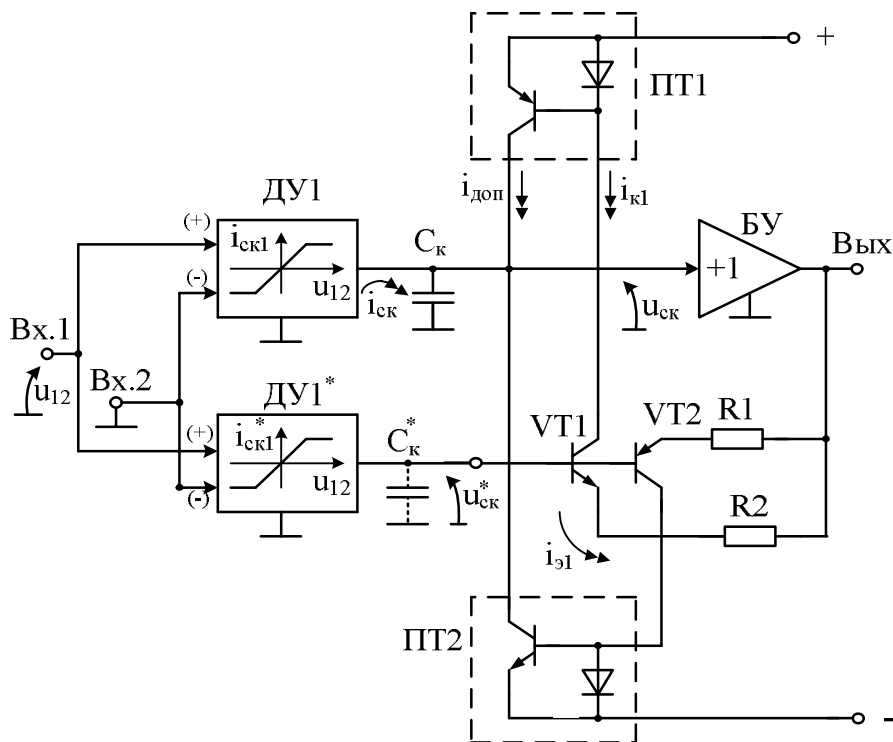 +
ПТ1
iдоп
iк1
ДУ1
(+)
iск1
(-)
u12
iск
Cк
uск
БУ
+1
Вых
Вх.1
u12
Вх.2
ДУ1*
(+)
i*ск1
(-)
u12
C*к
u*ск
VT1
VT2
R1
R2
iэ1
ПТ2
-